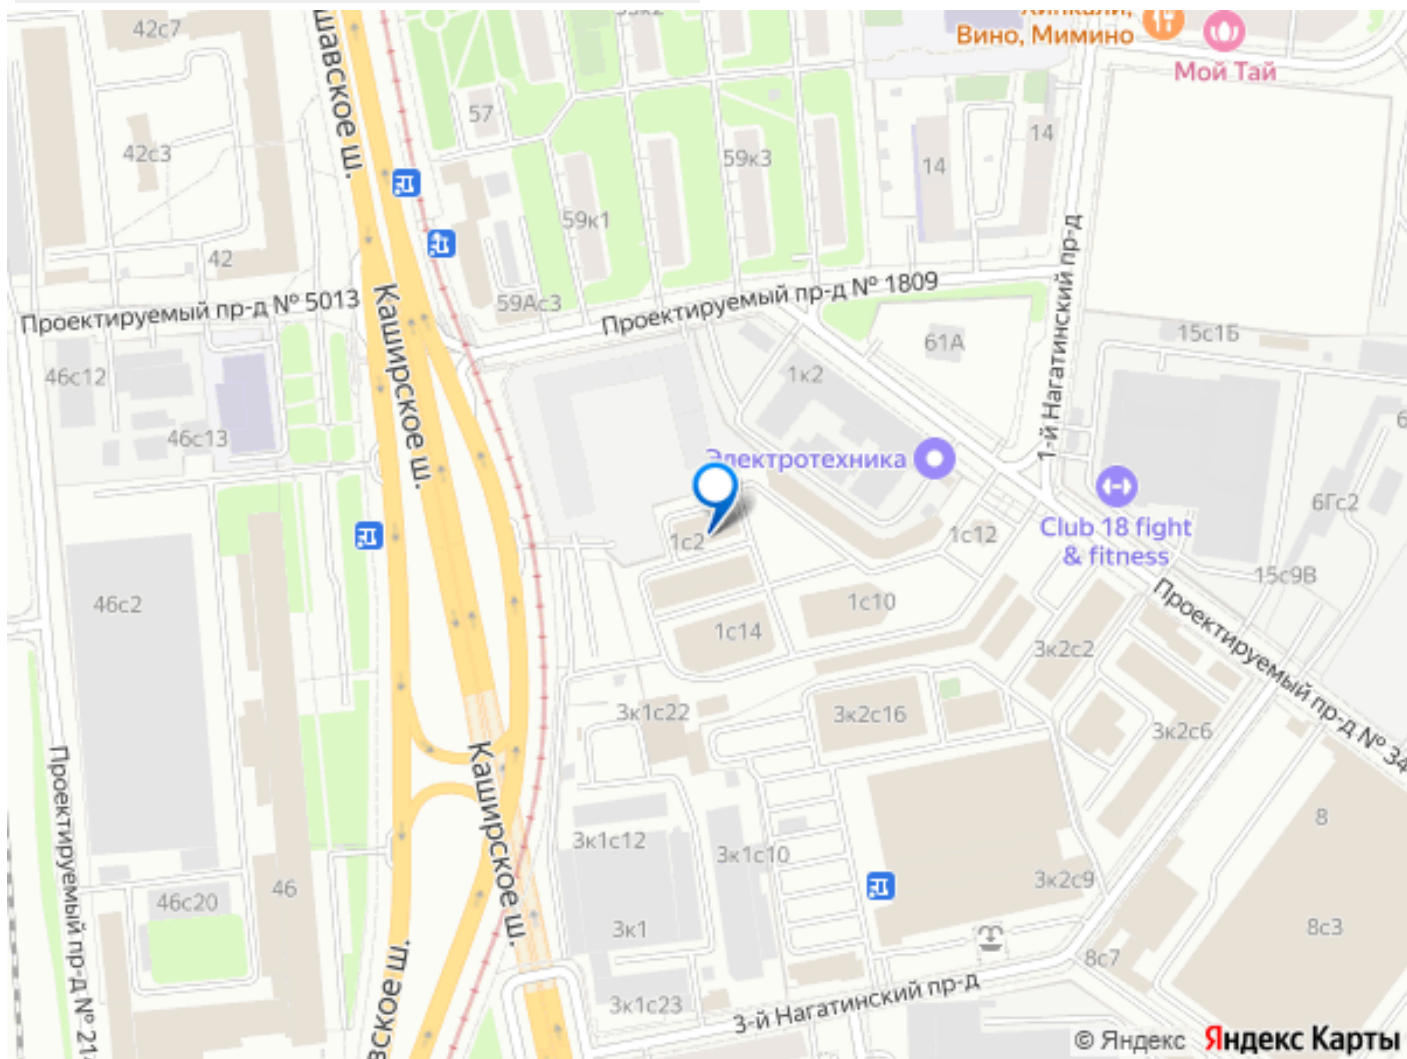 42с7
Вино, Мимино
Мой Тай
57
14
42с3
59к3
14
59к1
42
59Ас3
Проектируемый пр-д № 5013
Проектируемый пр-д № 1809
1-й Нагатинский пр-д
61А
15с1Б
46с12
1к2
Каширское ш.
46с13
Электротехника
6Гс2
Club 18 fight
& fitness
1с2
1с12
15с9В
46с2
1с10
1с14
3к2с2
Проектируемый пр-д № 34
3к1с22
3к2с16
3к2с6
Каширское ш.
3к1с12
3к1с10
8
3к2с9
46с20
46
3к1
8с3
8с7
3к1с23
3-й Нагатинский пр-д
Проектируемый пр-д № 21
© Яндекс Яндекс Карты